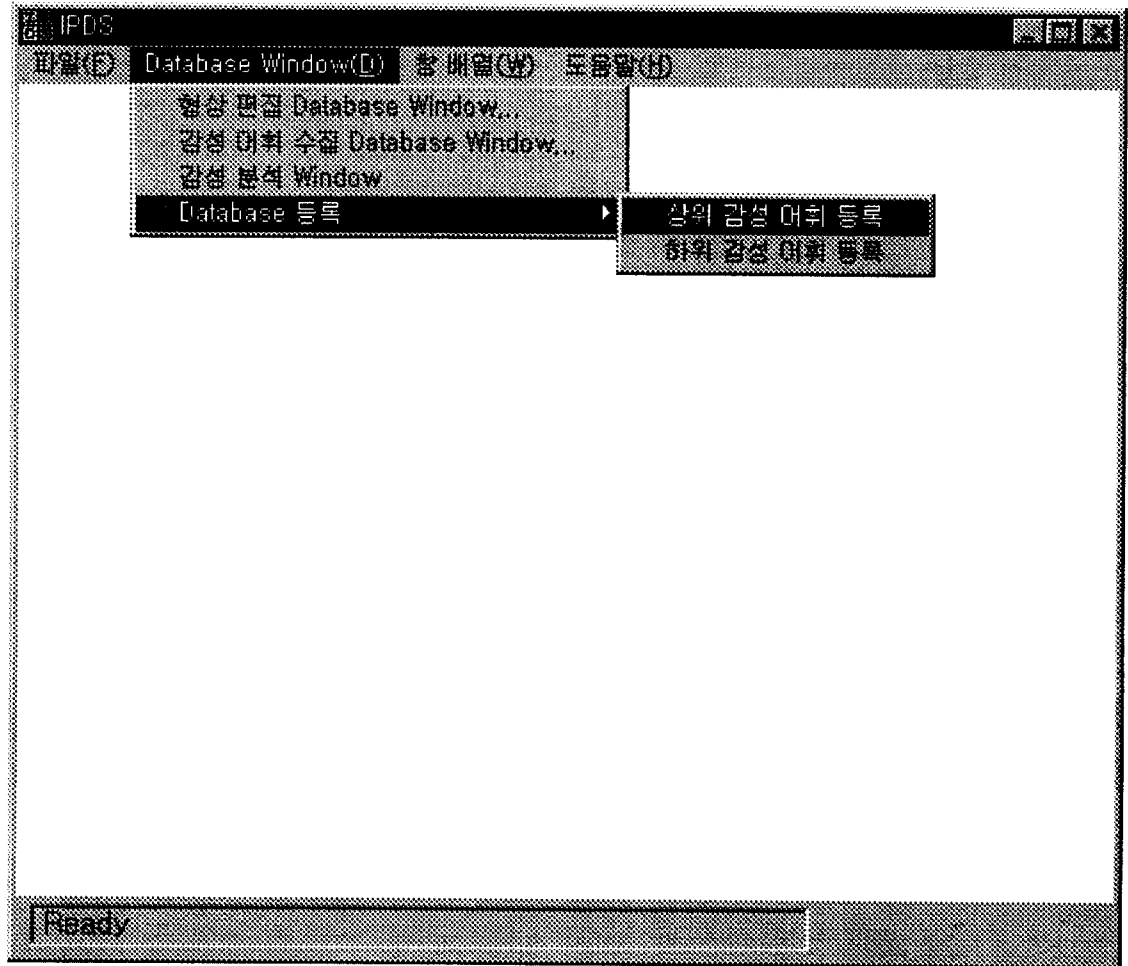 IPDS
파일(F) Database Window(D) 창 배열(W) 도움말(H)
형상 편집 Database Window...
감성 어휘 수집 Database Window...
감성 분석 Window
Database 등록
상위 감성 어휘 등록
하위 감성 어휘 등록
Ready